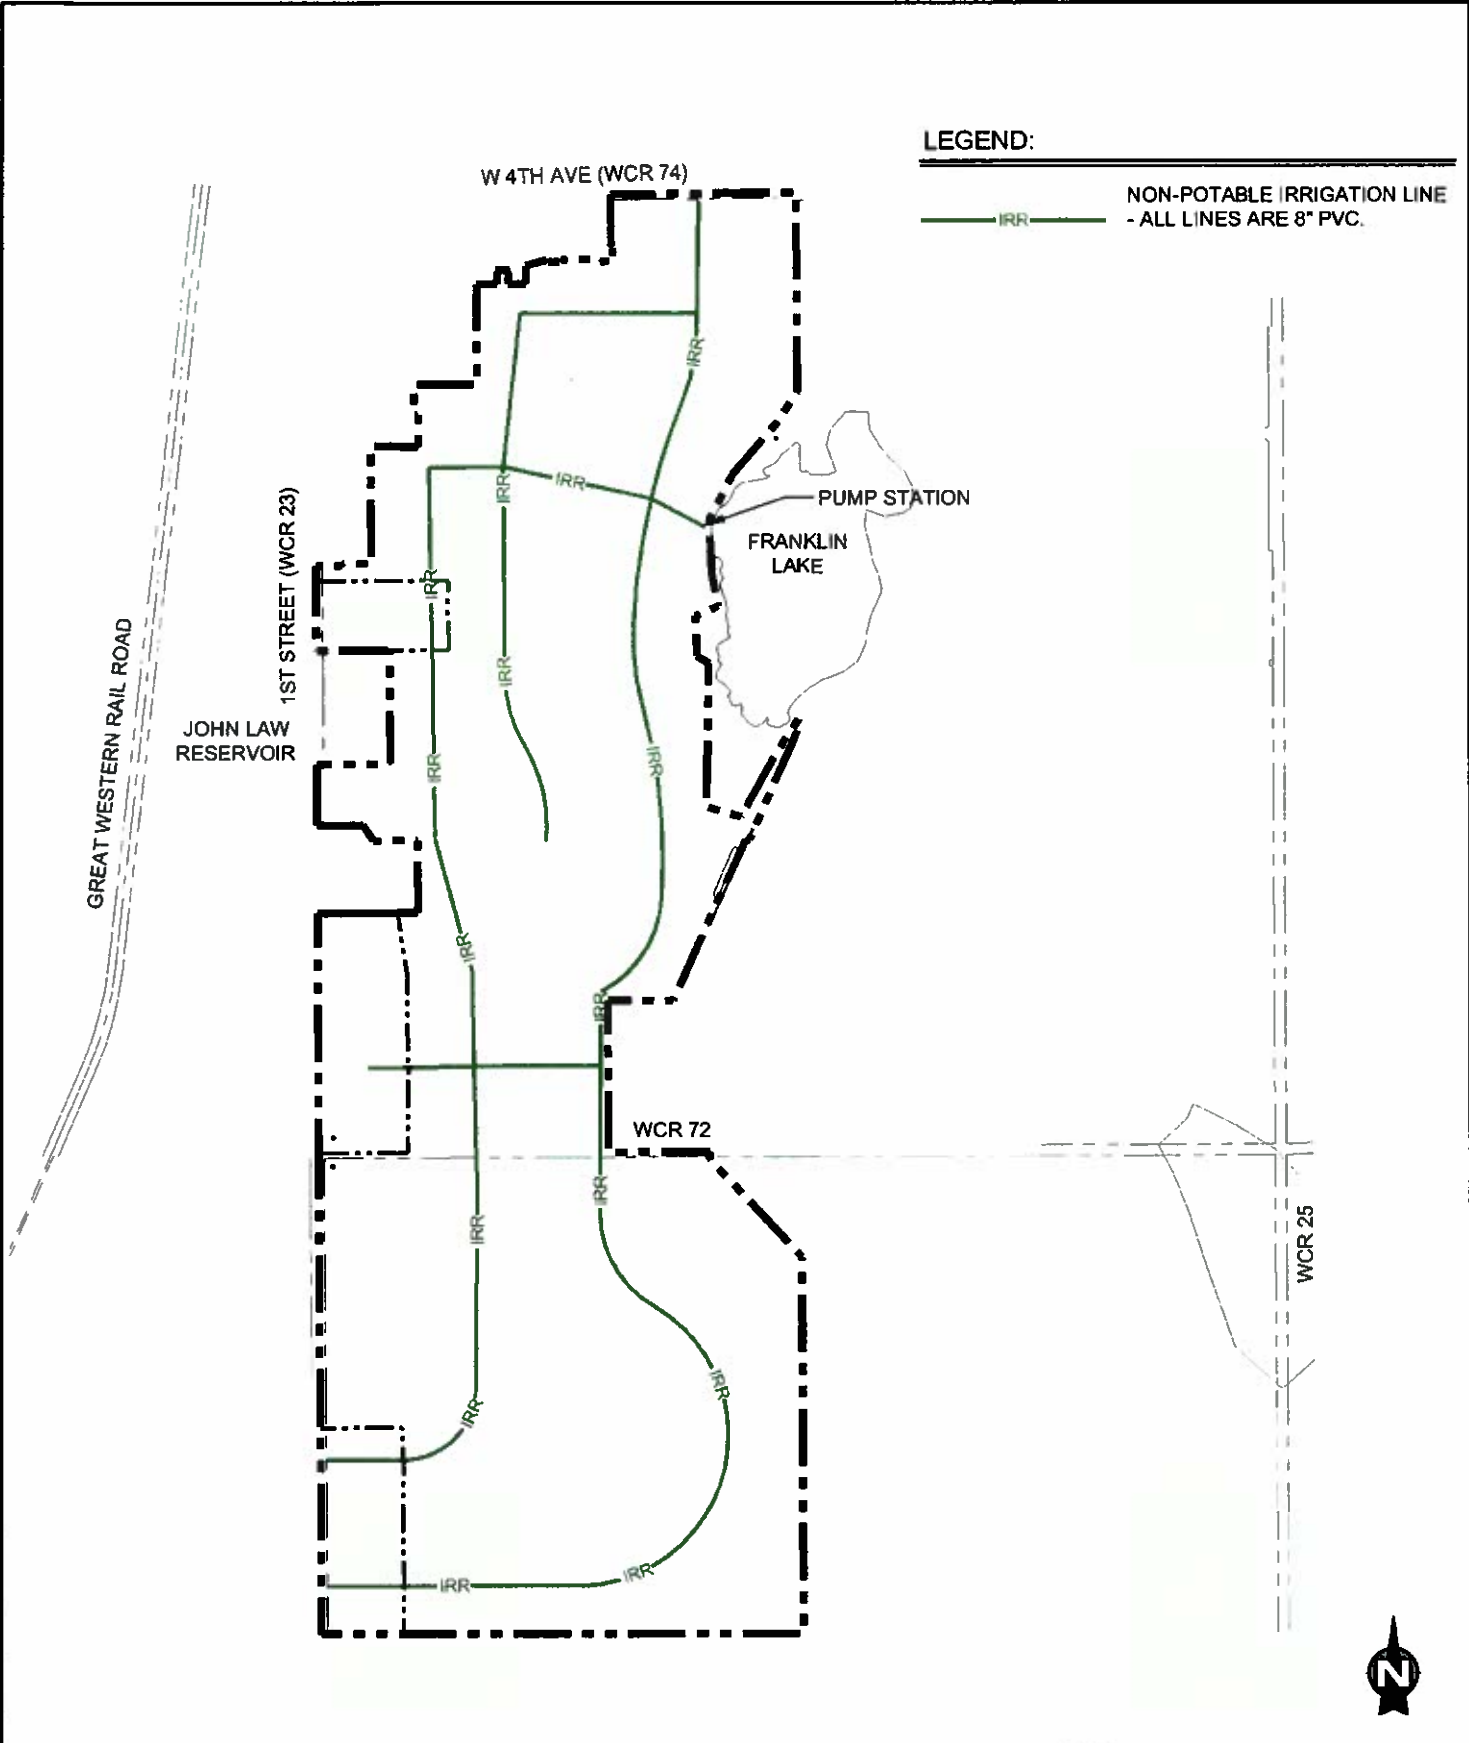 LEGEND:
W 4TH AVE (WCR 74)
NON-POTABLE IRRIGATION LINE
IRR
- ALL LINES ARE 8" PVC.
IRR
IRR
IRR
PUMP STATION
1ST STREET (WCR 23)
FRANKLIN
LAKE
IRR
GREAT WESTERN RAIL ROAD
IRR
JOHN LAW
RESERVOIR
IRR
IRR
IRR
IRR
WCR 72
IRR
IRR
WCR 25
IRR
IRR
IRR
IRR
N